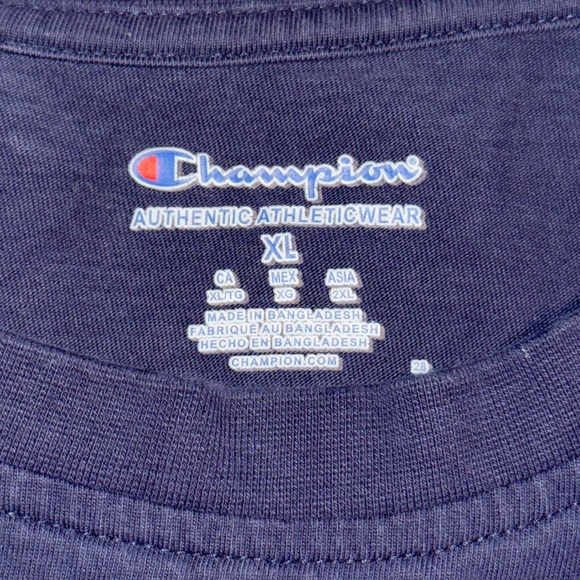 Champion
AUTHENTIC ATHLETICWEAR
XL
CA MEX ASIA
XL/TG XG 2XL
MADE IN BANGLADESH
FABRIQUÉ AU BANGLADESH
HECHO EN BANGLADESH
CHAMPION.COM
28